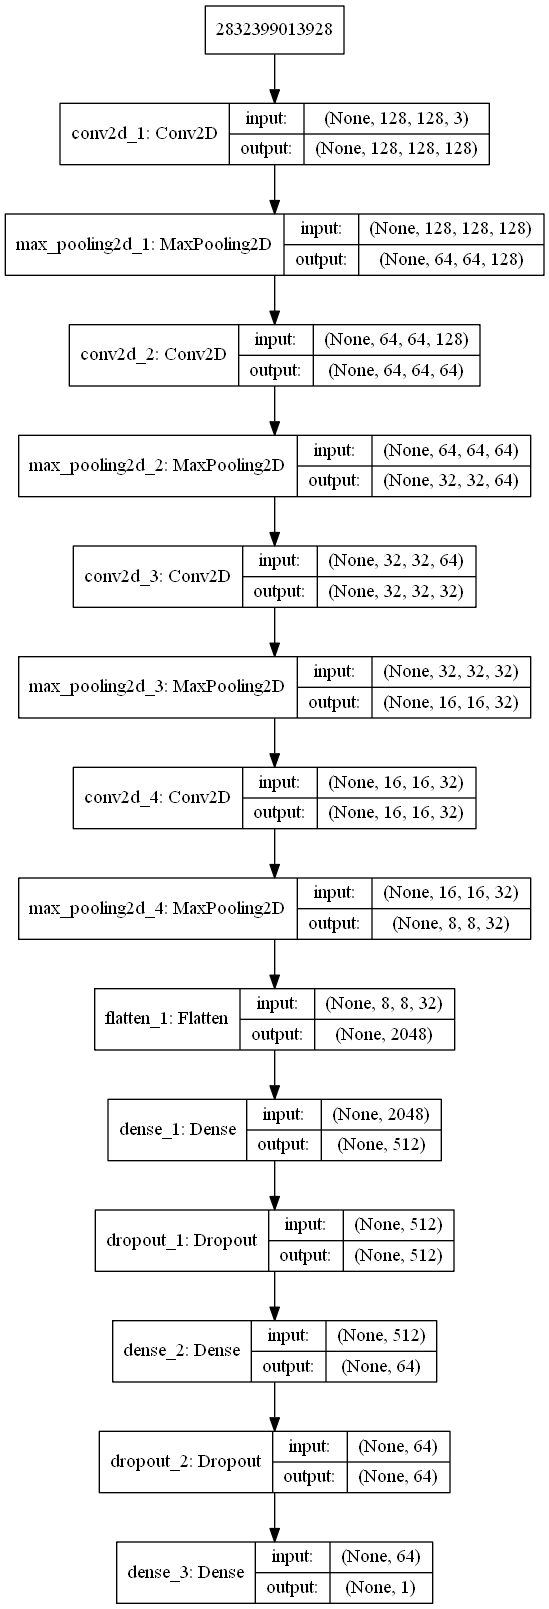 2832399013928
conv2d_1: Conv2D
input: (None, 128, 128, 3)
output: (None, 128, 128, 128)
max_pooling2d_1: MaxPooling2D
input: (None, 128, 128, 128)
output: (None, 64, 64, 128)
conv2d_2: Conv2D
input: (None, 64, 64, 128)
output: (None, 64, 64, 64)
max_pooling2d_2: MaxPooling2D
input: (None, 64, 64, 64)
output: (None, 32, 32, 64)
conv2d_3: Conv2D
input: (None, 32, 32, 64)
output: (None, 32, 32, 32)
max_pooling2d_3: MaxPooling2D
input: (None, 32, 32, 32)
output: (None, 16, 16, 32)
conv2d_4: Conv2D
input: (None, 16, 16, 32)
output: (None, 16, 16, 32)
max_pooling2d_4: MaxPooling2D
input: (None, 16, 16, 32)
output: (None, 8, 8, 32)
flatten_1: Flatten
input: (None, 8, 8, 32)
output: (None, 2048)
dense_1: Dense
input: (None, 2048)
output: (None, 512)
dropout_1: Dropout
input: (None, 512)
output: (None, 512)
dense_2: Dense
input: (None, 512)
output: (None, 64)
dropout_2: Dropout
input: (None, 64)
output: (None, 64)
dense_3: Dense
input: (None, 64)
output: (None, 1)